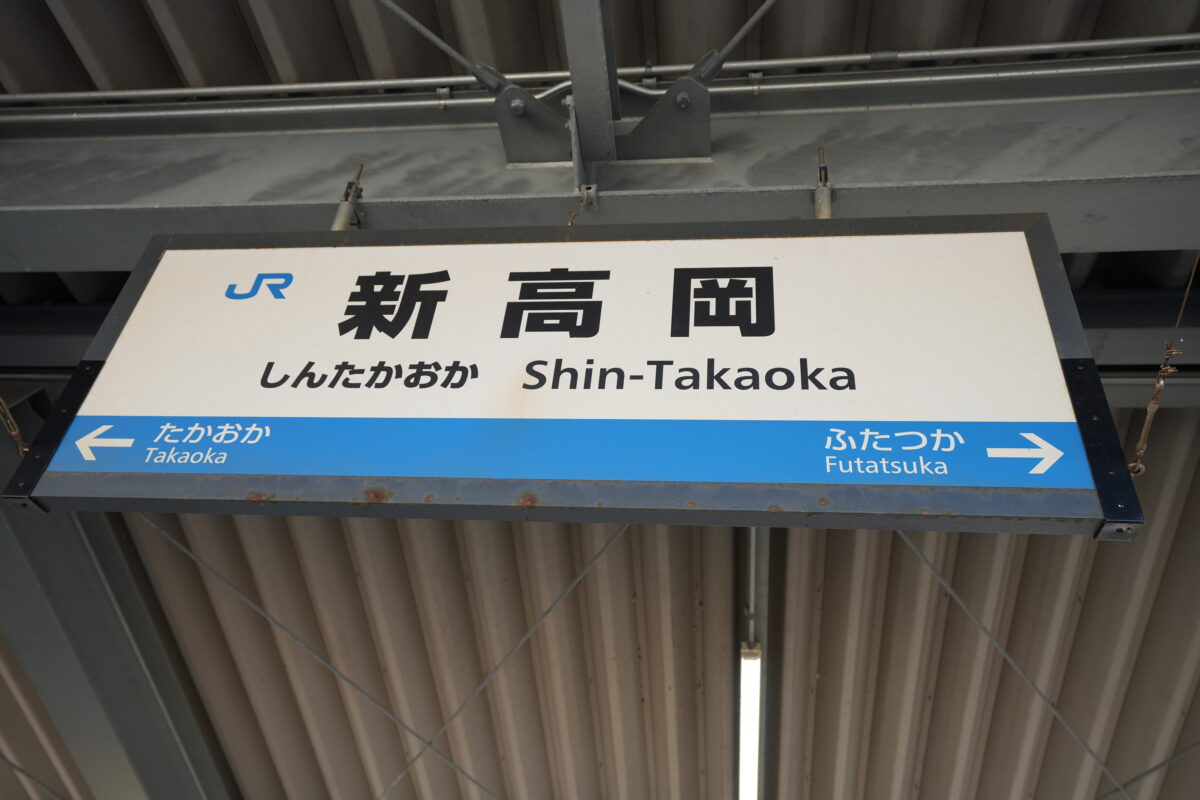 JR 新高岡
しんたかおか Shin-Takaoka
← たかおか
Takaoka
ふたつか →
Futatsuka